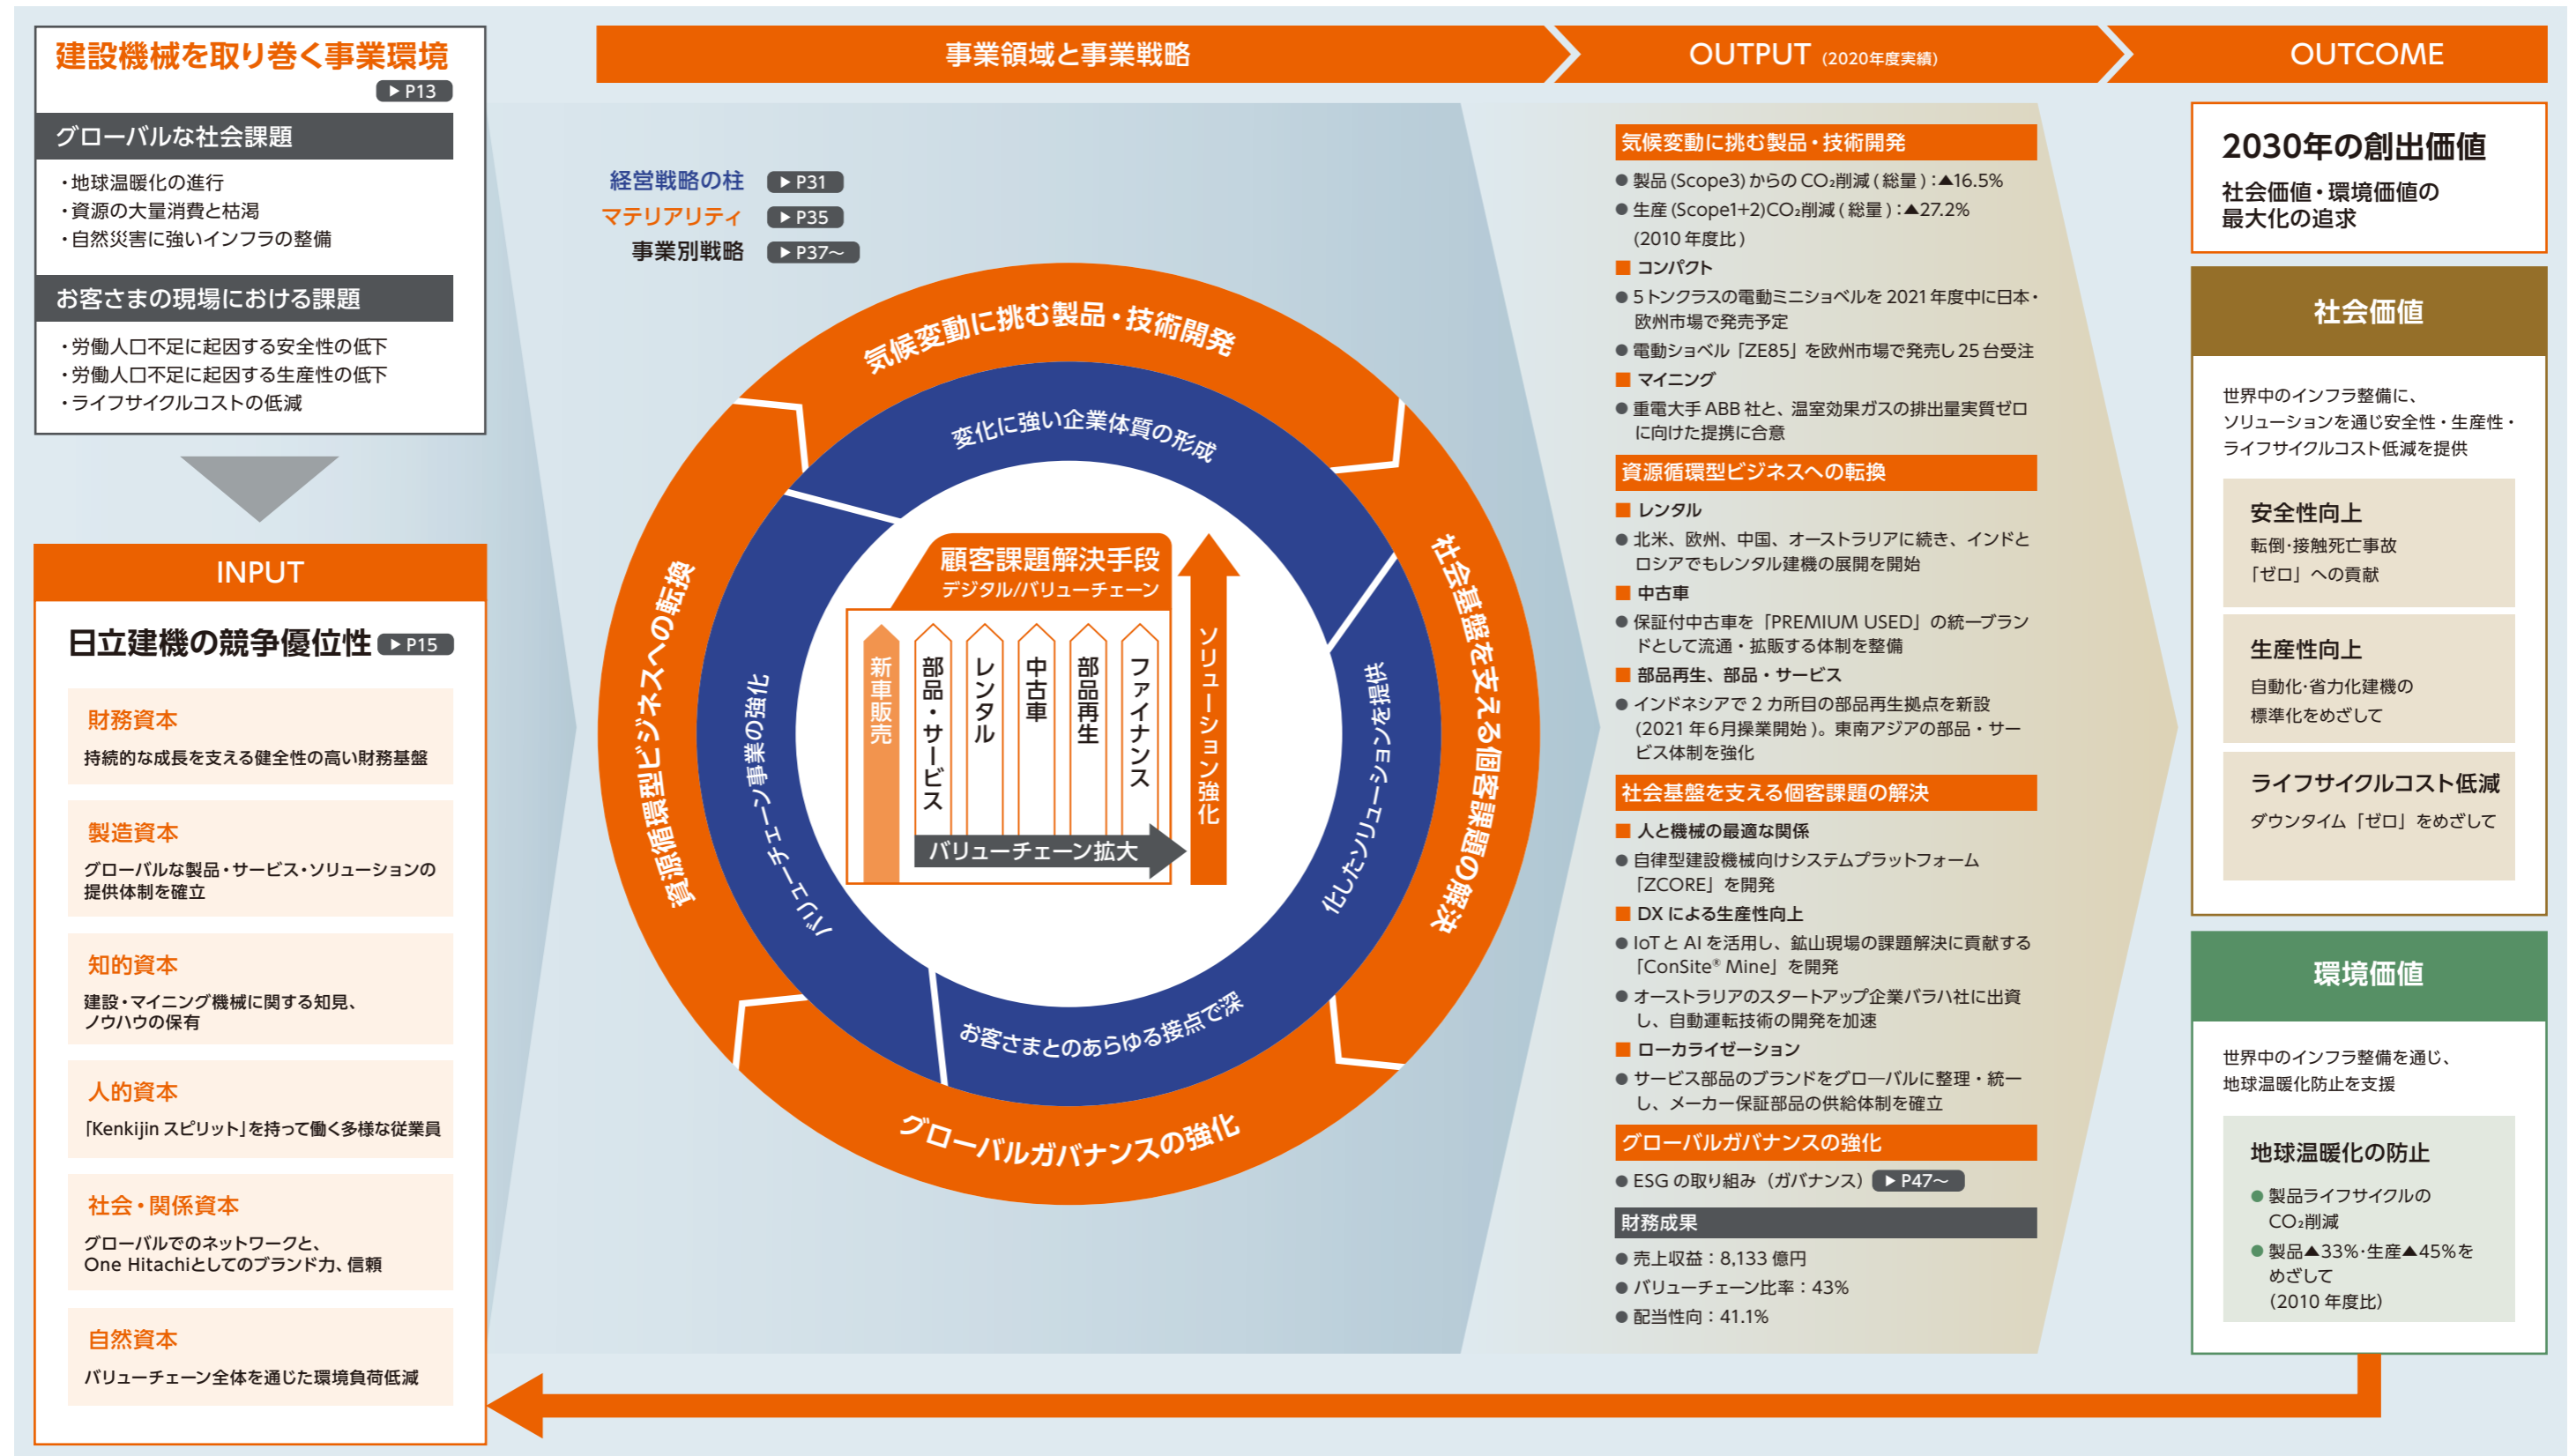 建設機械を取り巻く事業環境
▶ P13
グローバルな社会課題
・地球温暖化の進行
・資源の大量消費と枯渇
・自然災害に強いインフラの整備
お客さまの現場における課題
・労働人口不足に起因する安全性の低下
・労働人口不足に起因する生産性の低下
・ライフサイクルコストの低減
INPUT
日立建機の競争優位性 ▶ P15
財務資本
持続的な成長を支える健全性の高い財務基盤
製造資本
グローバルな製品・サービス・ソリューションの
提供体制を確立
知的資本
建設・マイニング機械に関する知見、
ノウハウの保有
人的資本
「Kenkijin スピリット」を持って働く多様な従業員
社会・関係資本
グローバルでのネットワークと、
One Hitachiとしてのブランド力、信頼
自然資本
バリューチェーン全体を通じた環境負荷低減
事業領域と事業戦略
経営戦略の柱 ▶ P31
マテリアリティ ▶ P35
事業別戦略 ▶ P37～
気候変動に挑む製品・技術開発
社会基盤を支える個客課題の解決
グローバルガバナンスの強化
資源循環型ビジネスへの転換
変化に強い企業体質の形成
お客さまとのあらゆる接点で深
化したソリューションを提供
バリューチェーン事業の強化
顧客課題解決手段
デジタル/バリューチェーン
新車販売
部品・サービス
レンタル
中古車
部品再生
ファイナンス
バリューチェーン拡大
ソリューション強化
OUTPUT (2020年度実績)
気候変動に挑む製品・技術開発
● 製品 (Scope3) からの CO₂削減 ( 総量 ) : ▲16.5%
● 生産 (Scope1+2)CO₂削減 ( 総量 ) : ▲27.2%
(2010 年度比 )
■ コンパクト
● 5 トンクラスの電動ミニショベルを 2021 年度中に日本・
欧州市場で発売予定
● 電動ショベル「ZE85」を欧州市場で発売し 25 台受注
■ マイニング
● 重電大手 ABB 社と、温室効果ガスの排出量実質ゼロ
に向けた提携に合意
資源循環型ビジネスへの転換
■ レンタル
● 北米、欧州、中国、オーストラリアに続き、インドと
ロシアでもレンタル建機の展開を開始
■ 中古車
● 保証付中古車を「PREMIUM USED」の統一ブラン
ドとして流通・拡販する体制を整備
■ 部品再生、部品・サービス
● インドネシアで 2 カ所目の部品再生拠点を新設
(2021 年6月操業開始 )。東南アジアの部品・サー
ビス体制を強化
社会基盤を支える個客課題の解決
■ 人と機械の最適な関係
● 自律型建設機械向けシステムプラットフォーム
「ZCORE」を開発
■ DX による生産性向上
● IoT と AI を活用し、鉱山現場の課題解決に貢献する
「ConSite® Mine」を開発
● オーストラリアのスタートアップ企業バラハ社に出資
し、自動運転技術の開発を加速
■ ローカライゼーション
● サービス部品のブランドをグローバルに整理・統一
し、メーカー保証部品の供給体制を確立
グローバルガバナンスの強化
● ESG の取り組み（ガバナンス） ▶ P47～
財務成果
● 売上収益：8,133 億円
● バリューチェーン比率：43%
● 配当性向：41.1%
OUTCOME
2030年の創出価値
社会価値・環境価値の
最大化の追求
社会価値
世界中のインフラ整備に、
ソリューションを通じ安全性・生産性・
ライフサイクルコスト低減を提供
安全性向上
転倒・接触死亡事故
「ゼロ」への貢献
生産性向上
自動化・省力化建機の
標準化をめざして
ライフサイクルコスト低減
ダウンタイム「ゼロ」をめざして
環境価値
世界中のインフラ整備を通じ、
地球温暖化防止を支援
地球温暖化の防止
● 製品ライフサイクルの
CO₂削減
● 製品▲33%・生産▲45%を
めざして
（2010 年度比）